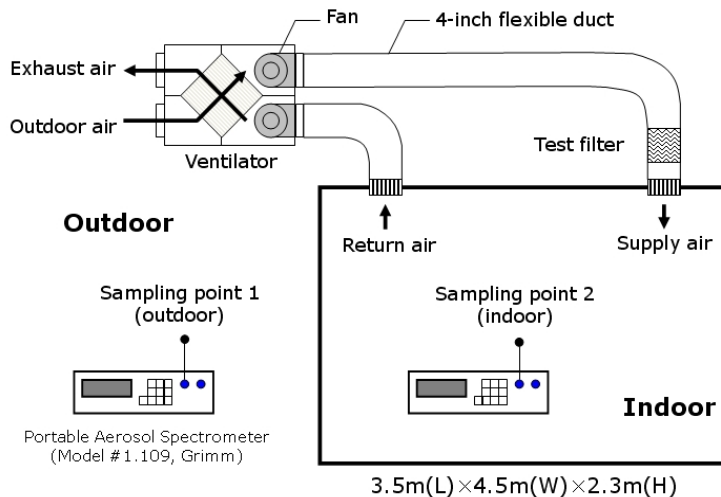 Fan
4-inch flexible duct
Exhaust air
Outdoor air
Ventilator
Test filter
Outdoor
Return air
Supply air
Sampling point 1
(outdoor)
Sampling point 2
(indoor)
Indoor
Portable Aerosol Spectrometer
(Model #1.109, Grimm)
3.5m(L)×4.5m(W)×2.3m(H)